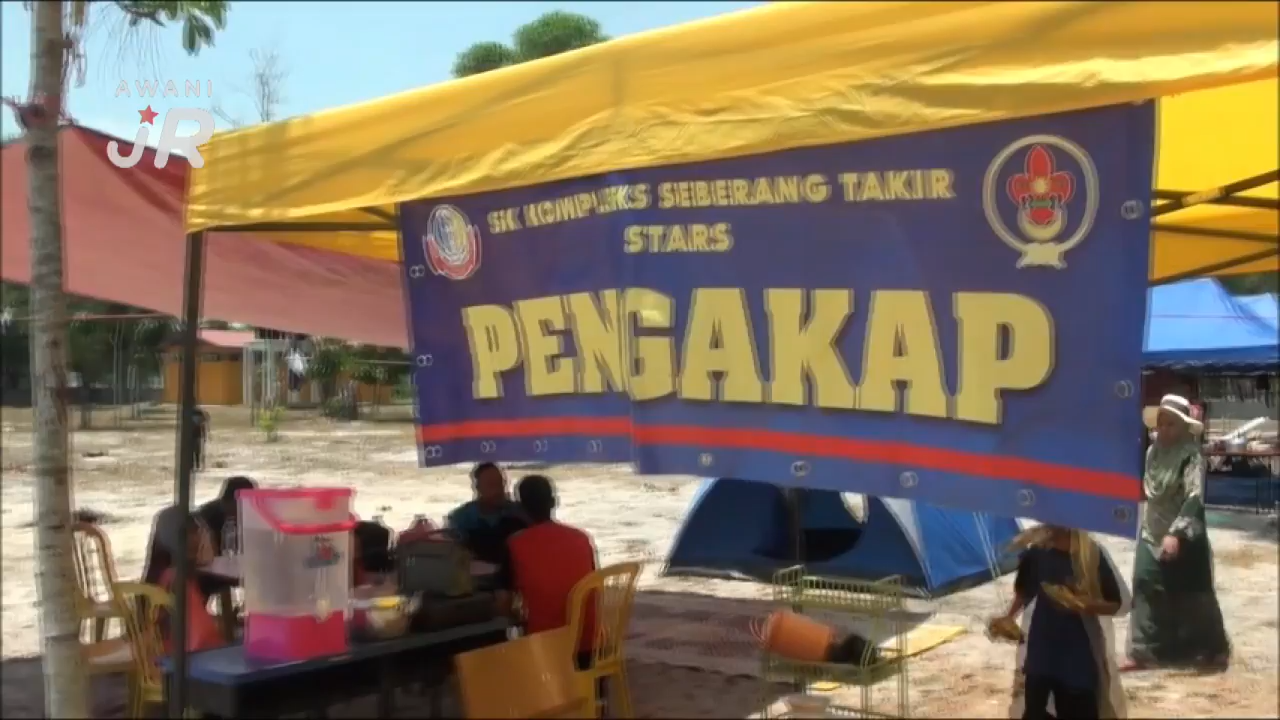 AWANI
jR
SK KOMPLEKS SEBERANG TAKIR
STARS
PENGAKAP